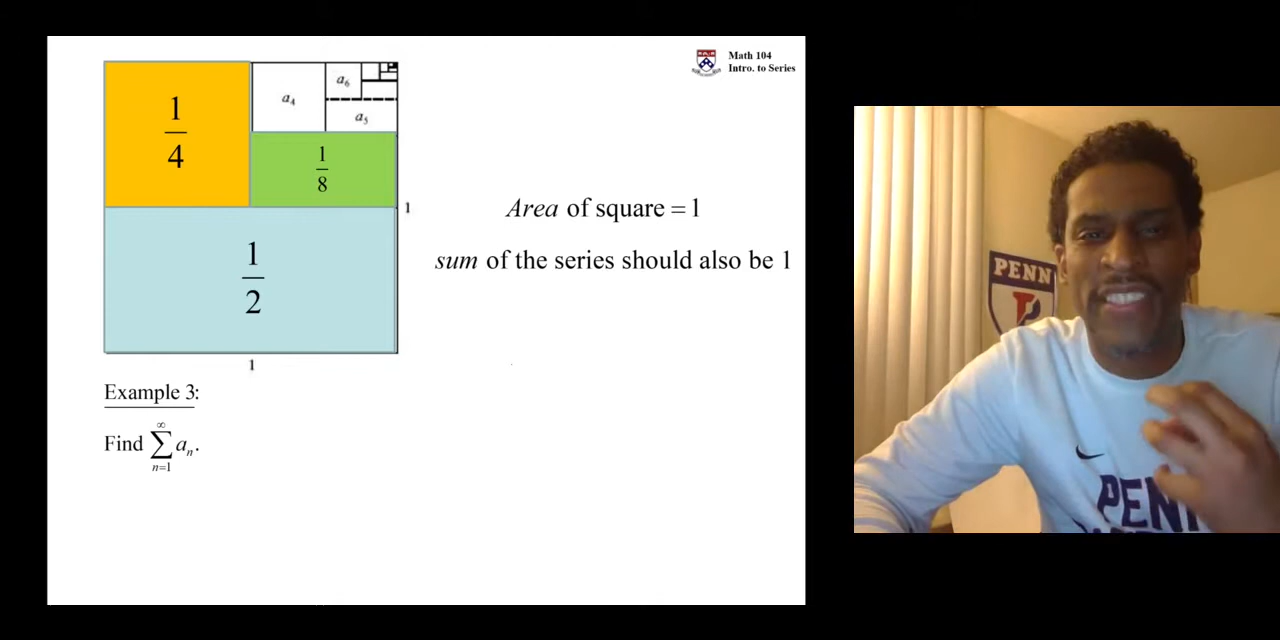 Math 104
Intro. to Series
1/4
a4
a6
a5
1/8
1
1/2
1
Area of square = 1
sum of the series should also be 1
Example 3:
Find ∑_{n=1}^{∞} a_n.
PENN
PENN